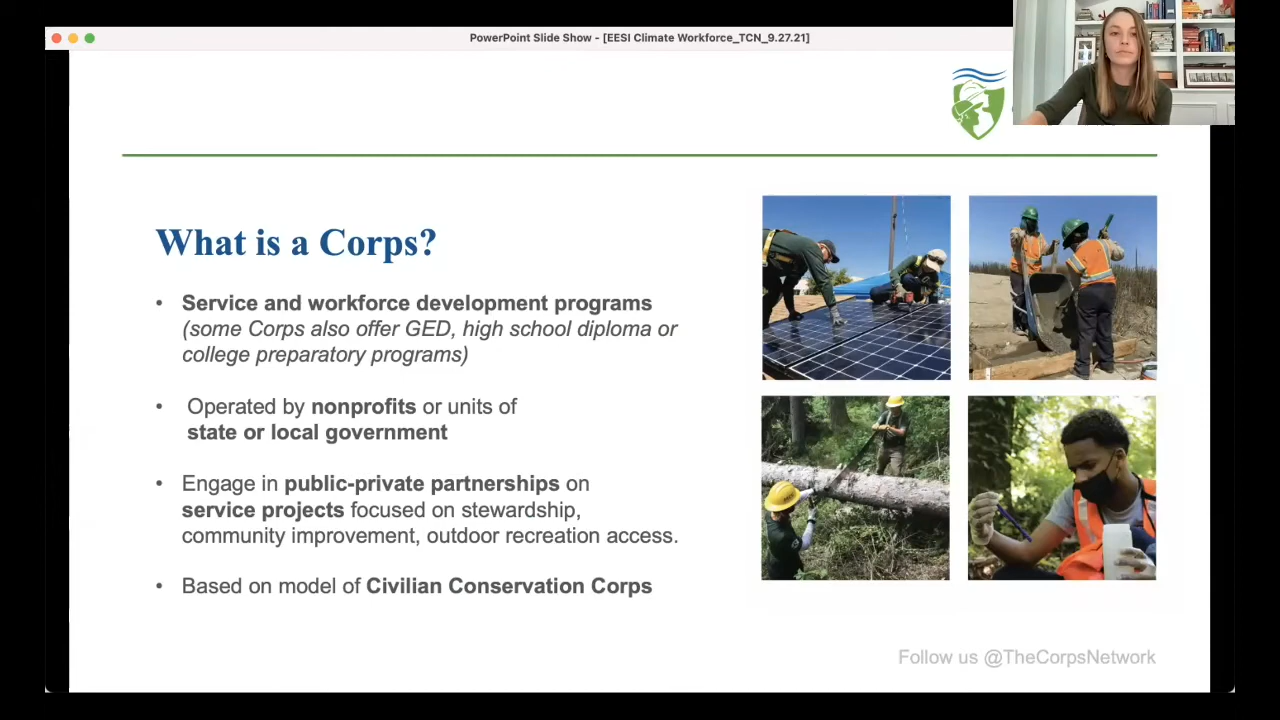 PowerPoint Slide Show - [EESI Climate Workforce_TCN_9.27.21]
What is a Corps?
• Service and workforce development programs
(some Corps also offer GED, high school diploma or
college preparatory programs)
• Operated by nonprofits or units of
state or local government
• Engage in public-private partnerships on
service projects focused on stewardship,
community improvement, outdoor recreation access.
• Based on model of Civilian Conservation Corps
Follow us @TheCorpsNetwork